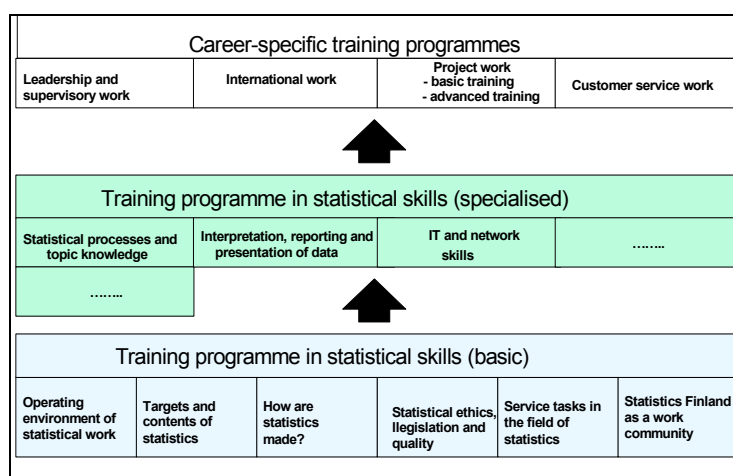 Career-specific training programmes
Leadership and
supervisory work
International work
Project work
- basic training
- advanced training
Customer service work
Training programme in statistical skills (specialised)
Statistical processes and
topic knowledge
Interpretation, reporting and
presentation of data
IT and network
skills
……..
……..
Training programme in statistical skills (basic)
Operating
environment of
statistical work
Targets and
contents of
statistics
How are
statistics
made?
Statistical ethics,
llegislation and
quality
Service tasks in
the field of
statistics
Statistics Finland
as a work
community